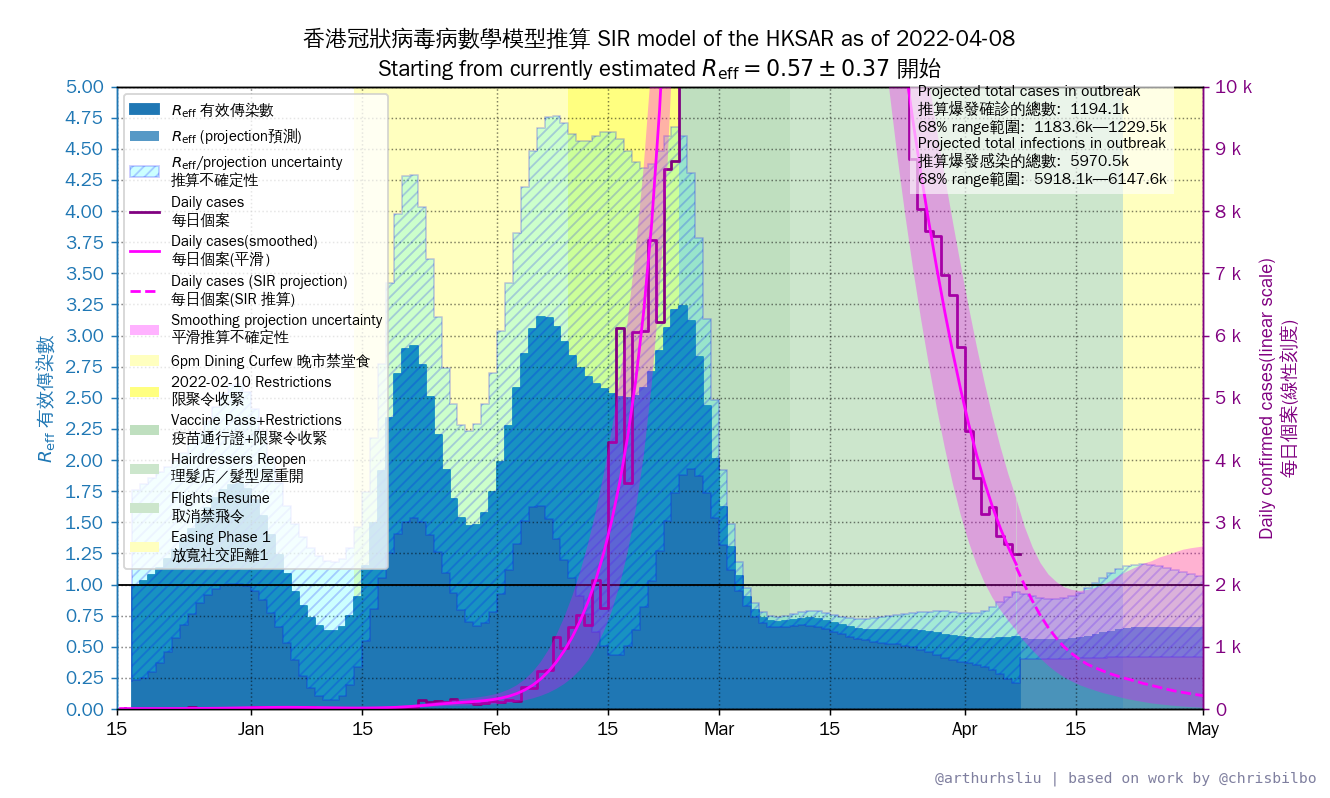 香港冠狀病毒病數學模型推算 SIR model of the HKSAR as of 2022-04-08
Starting from currently estimated R_eff = 0.57 ± 0.37 開始
5.00
4.75
4.50
4.25
4.00
3.75
3.50
3.25
3.00
2.75
2.50
2.25
2.00
1.75
1.50
1.25
1.00
0.75
0.50
0.25
0.00
R_eff 有效傳染數
R_eff 有效傳染數
R_eff (projection預測)
R_eff/projection uncertainty
推算不確定性
Daily cases
每日個案
Daily cases(smoothed)
每日個案(平滑）
Daily cases (SIR projection)
每日個案(SIR 推算)
Smoothing projection uncertainty
平滑推算不確定性
6pm Dining Curfew 晚市禁堂食
2022-02-10 Restrictions
限聚令收緊
Vaccine Pass+Restrictions
疫苗通行證+限聚令收緊
Hairdressers Reopen
理髮店／髮型屋重開
Flights Resume
取消禁飛令
Easing Phase 1
放寬社交距離1
Projected total cases in outbreak
推算爆發確診的總數: 1194.1k
68% range範圍: 1183.6k—1229.5k
Projected total infections in outbreak
推算爆發感染的總數: 5970.5k
68% range範圍: 5918.1k—6147.6k
10 k
9 k
8 k
7 k
6 k
5 k
4 k
3 k
2 k
1 k
0
Daily confirmed cases(linear scale)
每日個案(線性刻度)
15
Jan
15
Feb
15
Mar
15
Apr
15
May
@arthurhsliu | based on work by @chrisbilbo